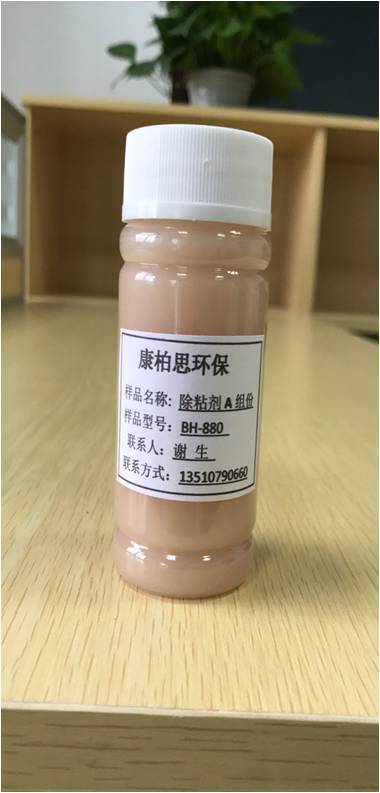 康柏思环保
样品名称: 除粘剂 A 组份
样品型号: BH-880
联系人: 谢 生
联系方式: 13510790660